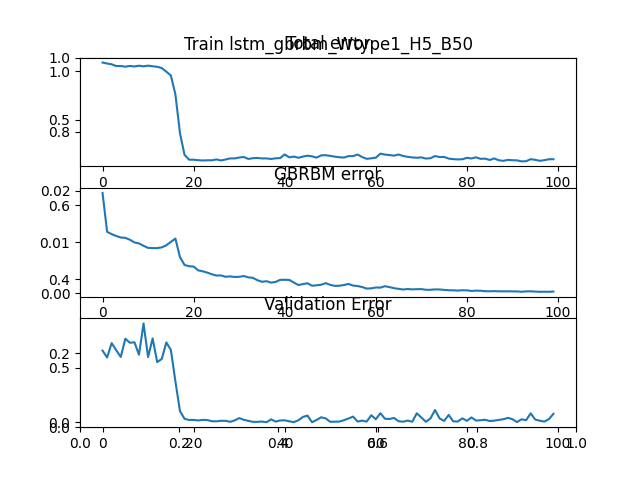 Total error
Train lstm_gbrbm_Wtype1_H5_B50
1.0
1.0
0.5
0.8
0 20 40 60 80 100
GBRBM error
0.02
0.6
0.01
0.4
0.00
0 20 40 60 80 100
Validation Error
0.2
0.5
0.0
0.0
0.0 0 0.2 20 0.4 40 0.6 60 0.8 80 100 1.0